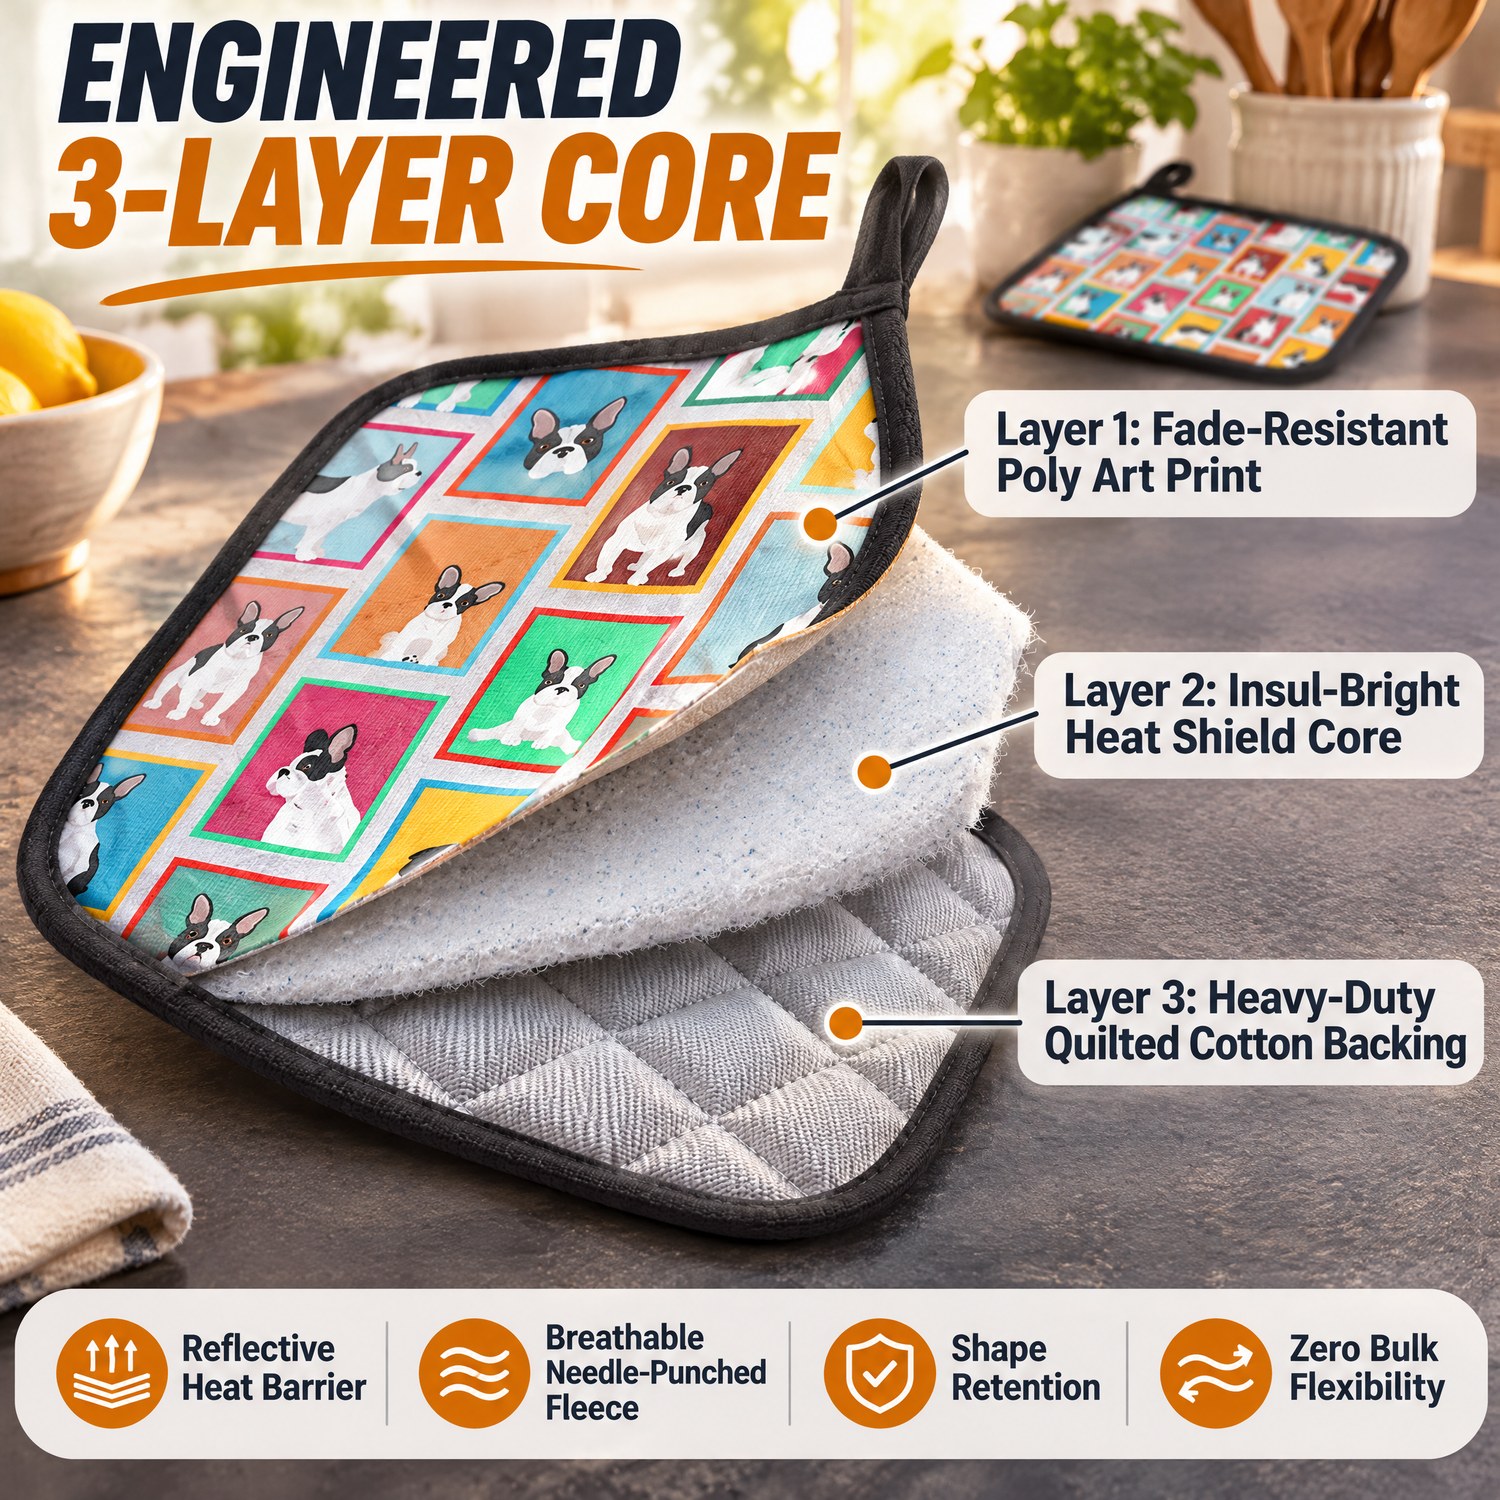 ENGINEERED
3-LAYER CORE
Layer 1: Fade-Resistant
Poly Art Print
Layer 2: Insul-Bright
Heat Shield Core
Layer 3: Heavy-Duty
Quilted Cotton Backing
Reflective
Heat Barrier
Breathable
Needle-Punched
Fleece
Shape
Retention
Zero Bulk
Flexibility